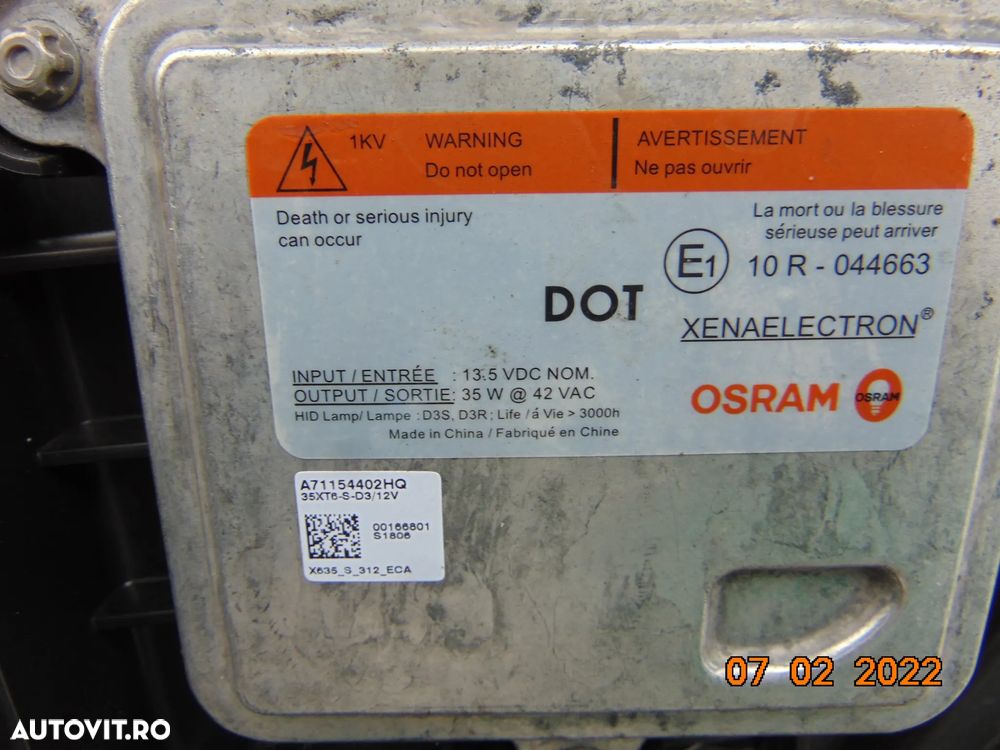 1KV
WARNING
Do not open
AVERTISSEMENT
Ne pas ouvrir
Death or serious injury
can occur
La mort ou la blessure
sérieuse peut arriver
E1 10 R - 044663
DOT
XENAELECTRON®
INPUT / ENTRÉE : 13.5 VDC NOM.
OUTPUT / SORTIE: 35 W @ 42 VAC
HID Lamp/ Lampe : D3S, D3R; Life / á Vie > 3000h
Made in China / Fabriqué en Chine
OSRAM
OSRAM
A71154402HQ
35XT6-S-D3/12V
00166801
S1806
X635_S_312_ECA
07 02 2022
AUTOVIT.RO